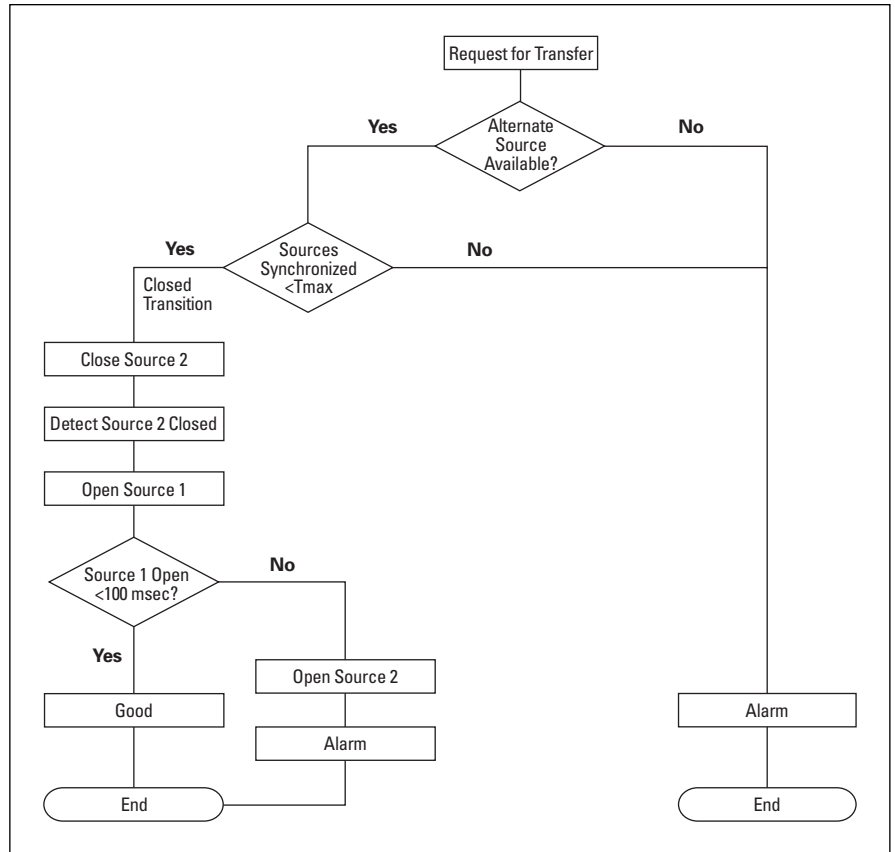 Request for Transfer
Yes
Alternate
Source
Available?
No
Yes
Sources
Synchronized
<Tmax
No
Closed
Transition
Close Source 2
Detect Source 2 Closed
Open Source 1
Source 1 Open
<100 msec?
No
Yes
Open Source 2
Good
Alarm
Alarm
End
End